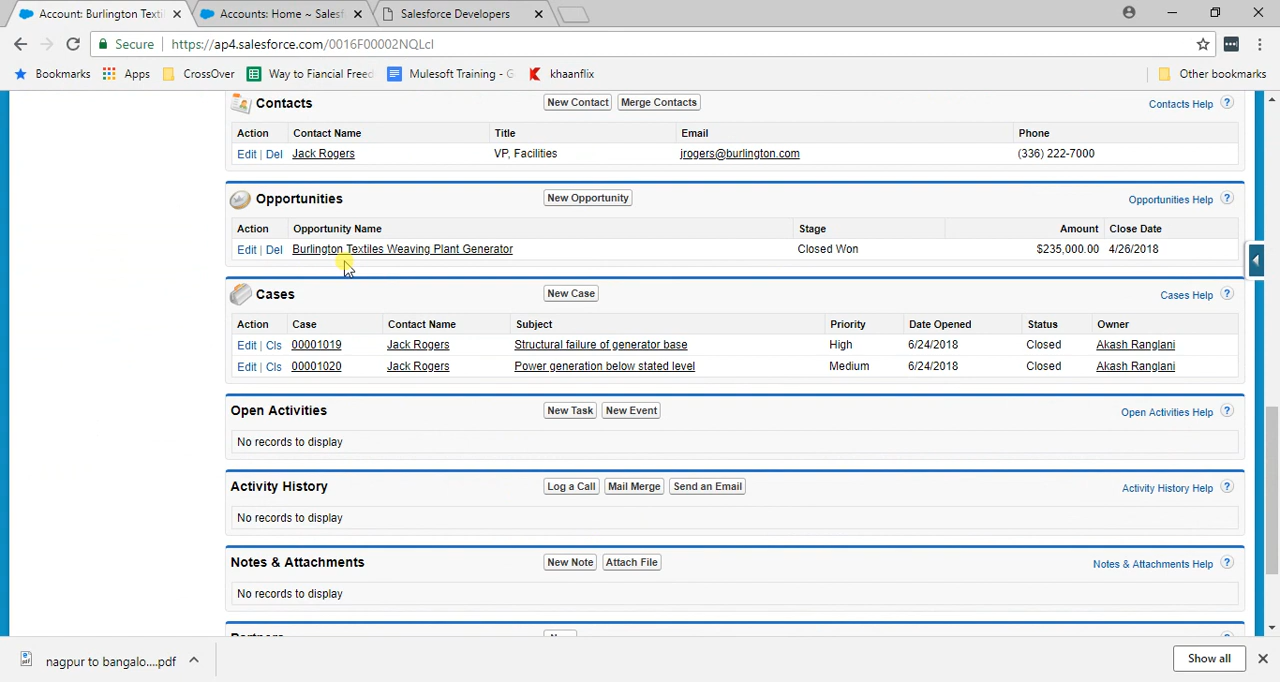 Account: Burlington Texti
Accounts: Home ~ Salesf
Salesforce Developers
Secure
https://ap4.salesforce.com/0016F00002NQLcl
Bookmarks
Apps
CrossOver
Way to Fiancial Freed
Mulesoft Training - G
khaanflix
Other bookmarks
Contacts
New Contact
Merge Contacts
Contacts Help ?
Action Contact Name Title Email Phone
Edit | Del Jack Rogers VP, Facilities jrogers@burlington.com (336) 222-7000
Opportunities
New Opportunity
Opportunities Help ?
Action Opportunity Name Stage Amount Close Date
Edit | Del Burlington Textiles Weaving Plant Generator Closed Won $235,000.00 4/26/2018
Cases
New Case
Cases Help ?
Action Case Contact Name Subject Priority Date Opened Status Owner
Edit | Cls 00001019 Jack Rogers Structural failure of generator base High 6/24/2018 Closed Akash Ranglani
Edit | Cls 00001020 Jack Rogers Power generation below stated level Medium 6/24/2018 Closed Akash Ranglani
Open Activities
New Task
New Event
Open Activities Help ?
No records to display
Activity History
Log a Call
Mail Merge
Send an Email
Activity History Help ?
No records to display
Notes & Attachments
New Note
Attach File
Notes & Attachments Help ?
No records to display
nagpur to bangalo....pdf
Show all